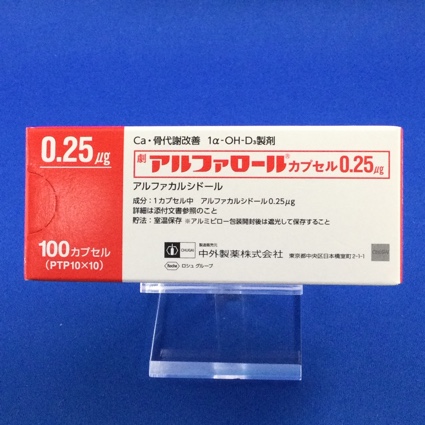 0.25㎍
Ca・骨代謝改善 1α-OH-D₃製剤
劇 アルファロール® カプセル0.25㎍
アルファカルシドール
成分：1カプセル中 アルファカルシドール0.25㎍
詳細は添付文書参照のこと
貯法：室温保存 ※アルミピロー包装開封後は遮光して保存すること
100カプセル
(PTP10×10)
CHUGAI
製造販売元
中外製薬株式会社
東京都中央区日本橋室町2-1-1
Roche ロシュ グループ